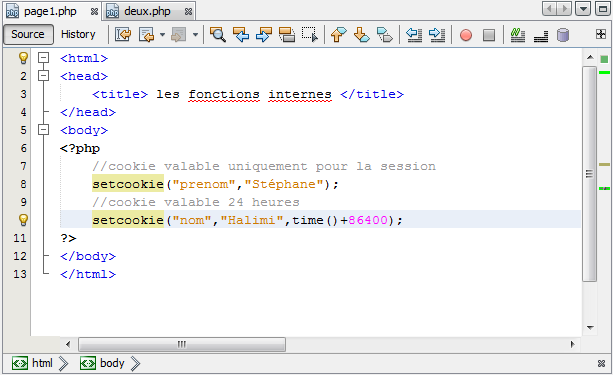 page1.php deux.php
Source History
<html>
2 <head>
3 <title> les fonctions internes </title>
4 </head>
5 <body>
6 <?php
7 //cookie valable uniquement pour la session
8 setcookie("prenom","Stéphane");
9 //cookie valable 24 heures
setcookie("nom","Halimi",time()+86400);
11 ?>
12 </body>
13 </html>
html body